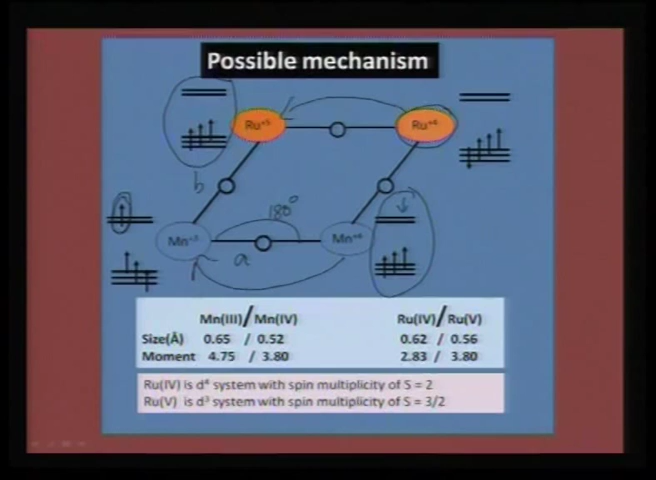 Possible mechanism
Ru+5
Ru+4
b
180°
Mn+3
a
Mn+4
Mn(III)/Mn(IV) Ru(IV)/Ru(V)
Size(Å) 0.65 / 0.52 0.62 / 0.56
Moment 4.75 / 3.80 2.83 / 3.80
Ru(IV) is d⁴ system with spin multiplicity of S = 2
Ru(V) is d³ system with spin multiplicity of S = 3/2